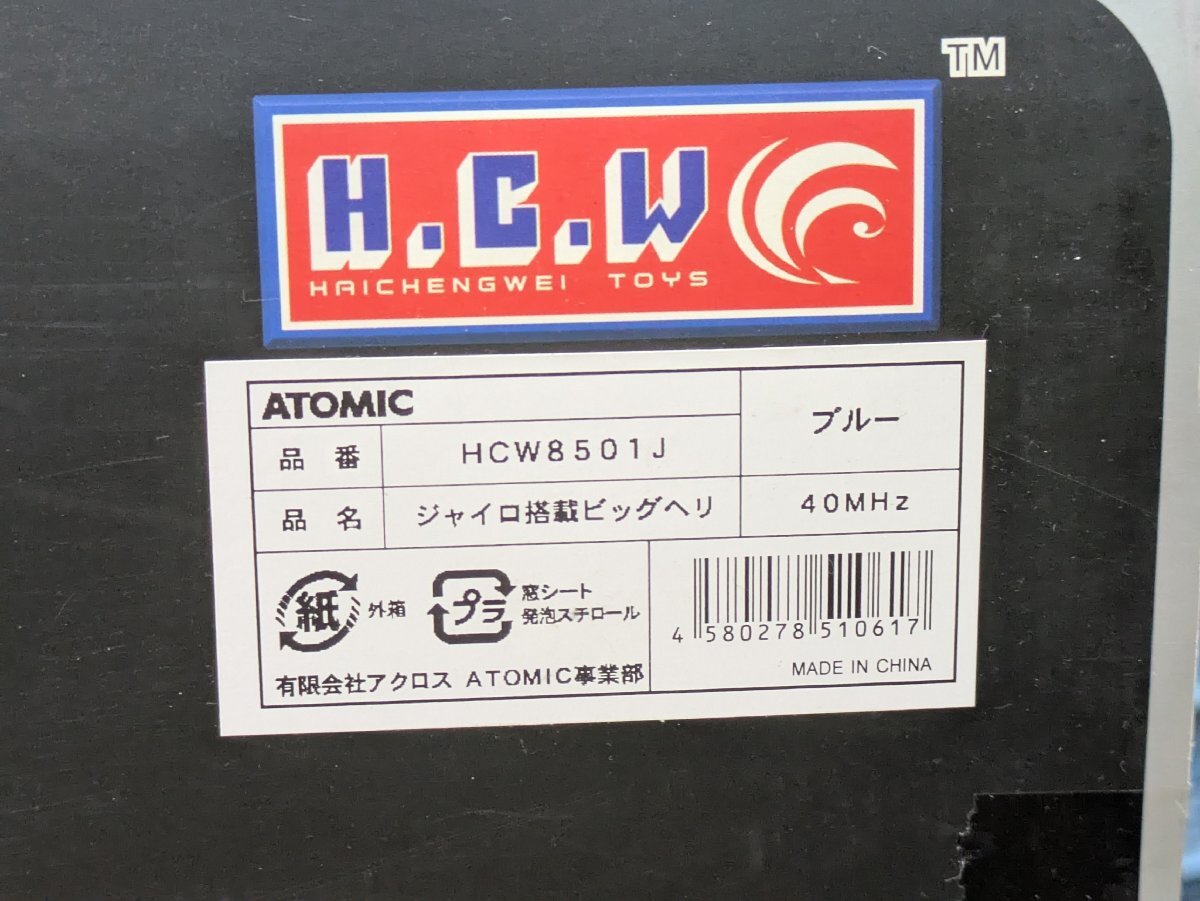 TM
H.C.W
HAICHENGWEI TOYS
ATOMIC
ブルー
品番 HCW8501J
品名 ジャイロ搭載ビッグヘリ
40MHz
紙 外箱
プラ 窓シート
発泡スチロール
4 580278 510617
MADE IN CHINA
有限会社アクロス ATOMIC事業部